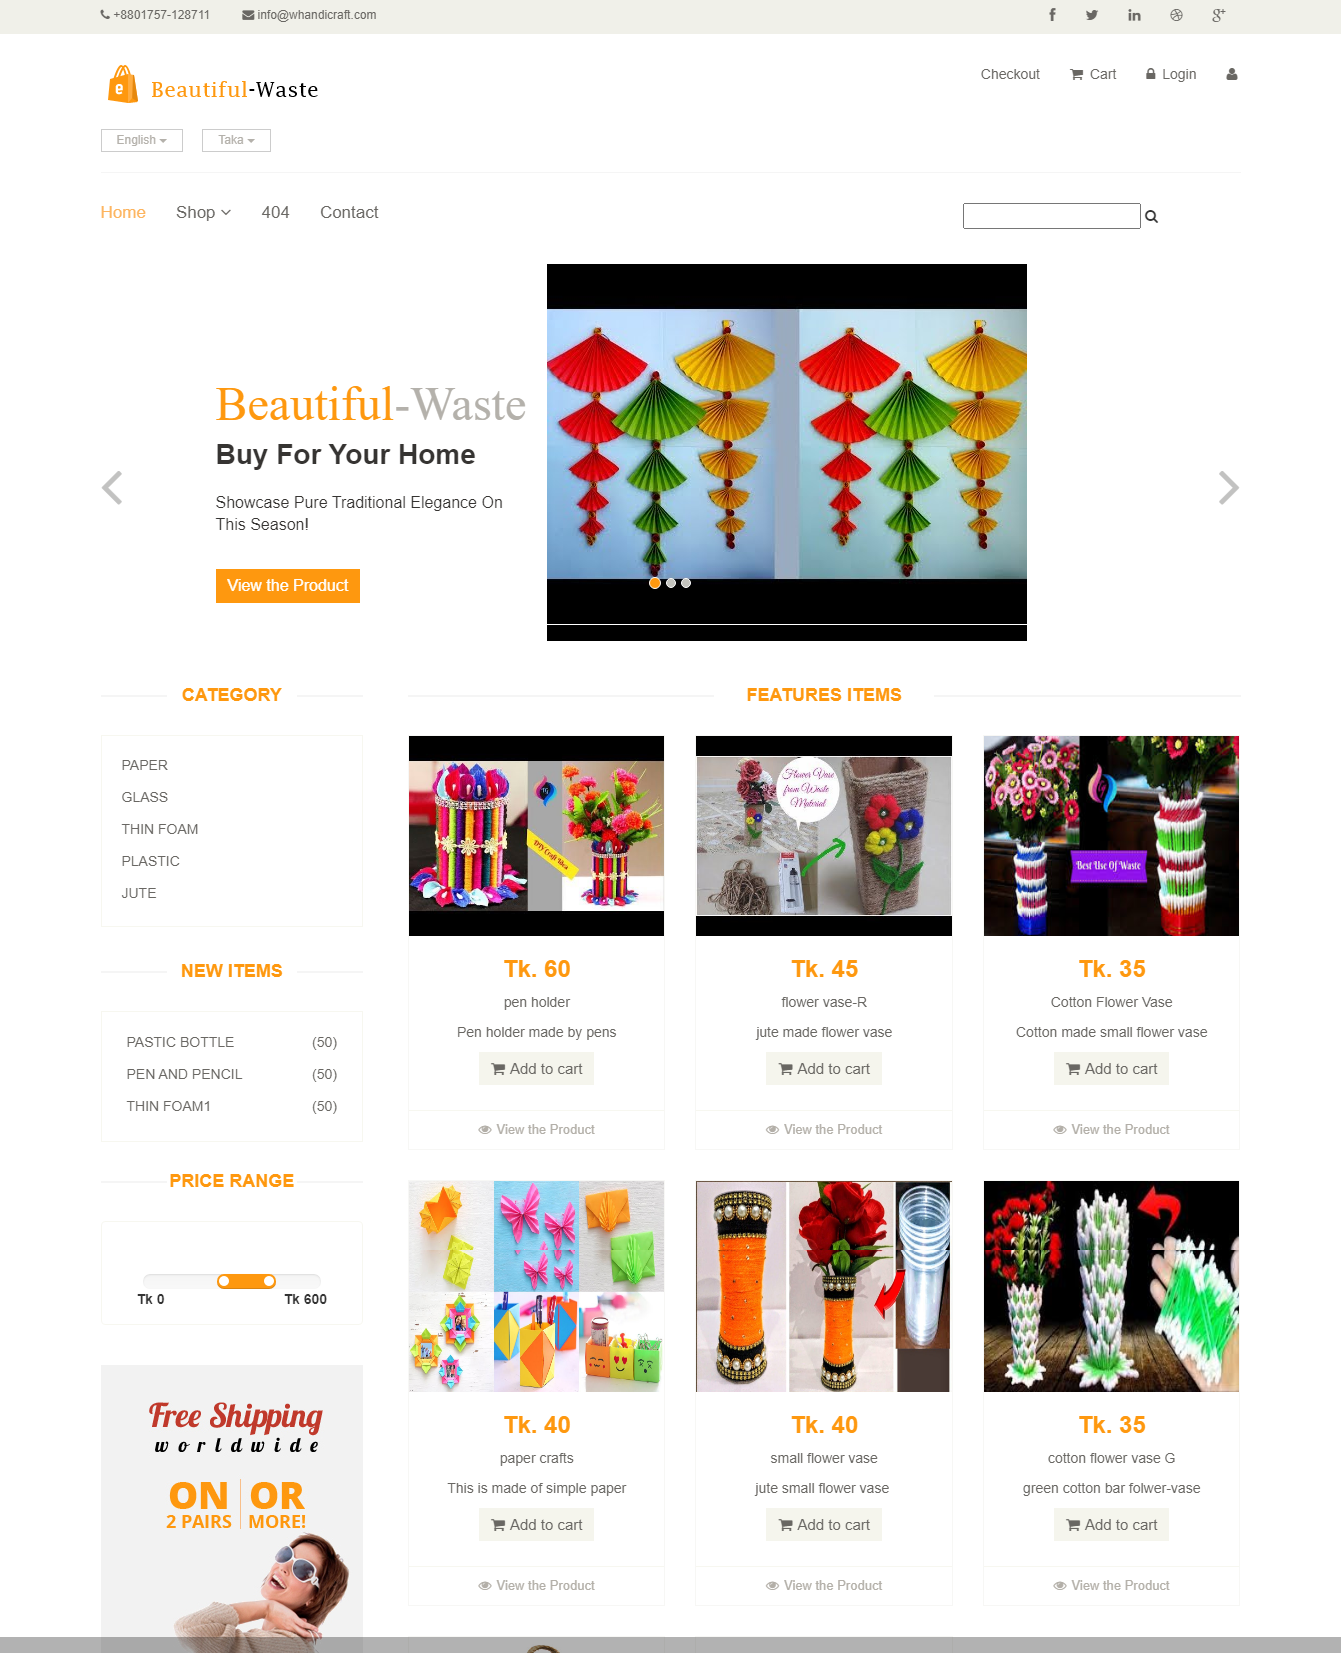 +8801757-128711 info@whandicraft.com
e Beautiful-Waste
Checkout Cart Login
English Taka
Home Shop 404 Contact
Beautiful-Waste
Buy For Your Home
Showcase Pure Traditional Elegance On
This Season!
View the Product
CATEGORY
PAPER
GLASS
THIN FOAM
PLASTIC
JUTE
NEW ITEMS
PASTIC BOTTLE (50)
PEN AND PENCIL (50)
THIN FOAM1 (50)
PRICE RANGE
Tk 0 Tk 600
Free Shipping
worldwide
ON OR
2 PAIRS MORE!
FEATURES ITEMS
DIY Craft Idea
Flower Vase
from Waste
Material
Best Use Of Waste
Tk. 60 Tk. 45 Tk. 35
pen holder flower vase-R Cotton Flower Vase
Pen holder made by pens jute made flower vase Cotton made small flower vase
Add to cart Add to cart Add to cart
View the Product View the Product View the Product
Tk. 40 Tk. 40 Tk. 35
paper crafts small flower vase cotton flower vase G
This is made of simple paper jute small flower vase green cotton bar folwer-vase
Add to cart Add to cart Add to cart
View the Product View the Product View the Product